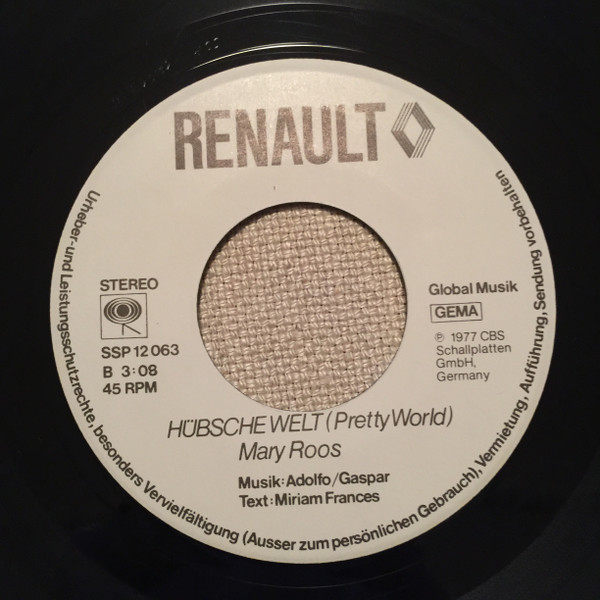 RENAULT
STEREO
SSP 12 063
B 3:08
45 RPM
Global Musik
GEMA
℗ 1977 CBS
Schallplatten
GmbH,
Germany
HÜBSCHE WELT (Pretty World)
Mary Roos
Musik: Adolfo/Gaspar
Text: Miriam Frances
Urheber-und Leistungsschutzrechte, besonders Vervielfältigung (Ausser zum persönlichen Gebrauch), Vermietung, Aufführung, Sendung vorbehalten